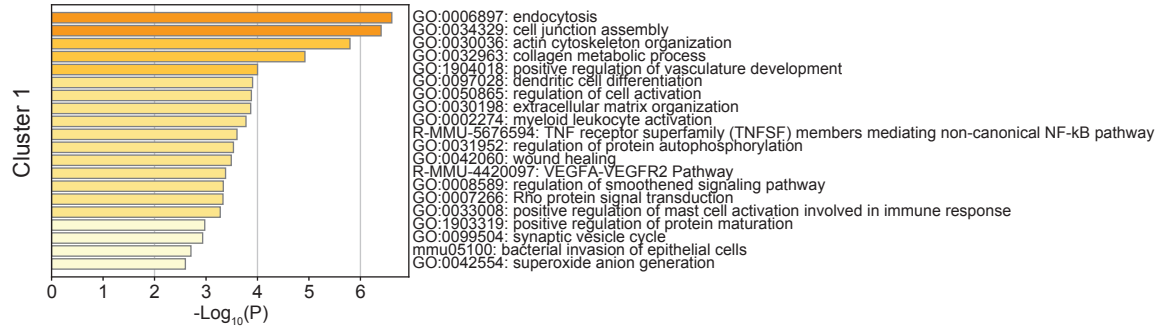 Cluster 1
GO:0006897: endocytosis
GO:0034329: cell junction assembly
GO:0030036: actin cytoskeleton organization
GO:0032963: collagen metabolic process
GO:1904018: positive regulation of vasculature development
GO:0097028: dendritic cell differentiation
GO:0050865: regulation of cell activation
GO:0030198: extracellular matrix organization
GO:0002274: myeloid leukocyte activation
R-MMU-5676594: TNF receptor superfamily (TNFSF) members mediating non-canonical NF-kB pathway
GO:0031952: regulation of protein autophosphorylation
GO:0042060: wound healing
R-MMU-4420097: VEGFA-VEGFR2 Pathway
GO:0008589: regulation of smoothened signaling pathway
GO:0007266: Rho protein signal transduction
GO:0033008: positive regulation of mast cell activation involved in immune response
GO:1903319: positive regulation of protein maturation
GO:0099504: synaptic vesicle cycle
mmu05100: bacterial invasion of epithelial cells
GO:0042554: superoxide anion generation
0 1 2 3 4 5 6
-Log10(P)